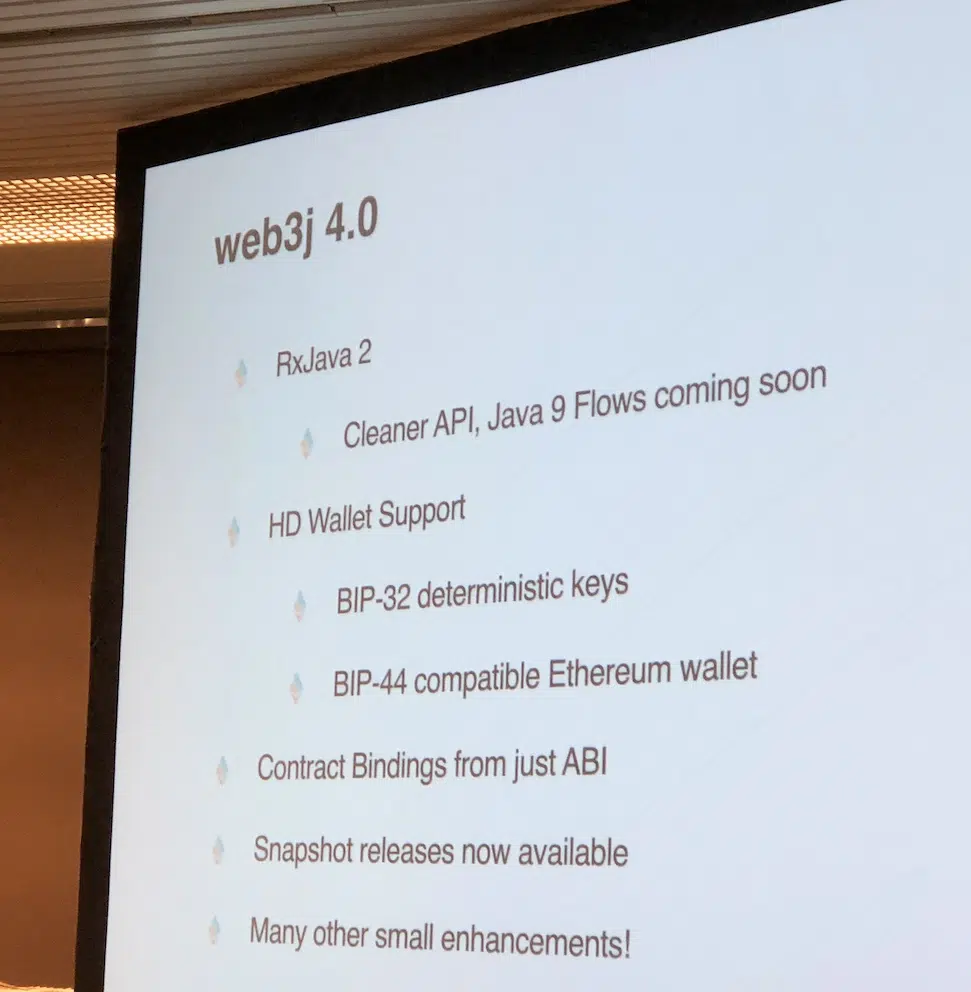 web3j 4.0
RxJava 2
Cleaner API, Java 9 Flows coming soon
HD Wallet Support
BIP-32 deterministic keys
BIP-44 compatible Ethereum wallet
Contract Bindings from just ABI
Snapshot releases now available
Many other small enhancements!